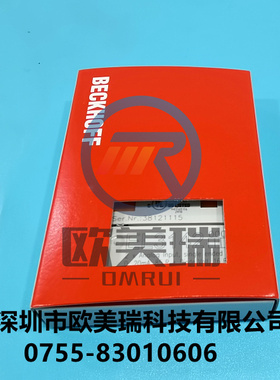 BECKHOFF
Ser.Nr.:38121115
欧美瑞
OMRUI
深圳市欧美瑞科技有限公司
0755-83010606